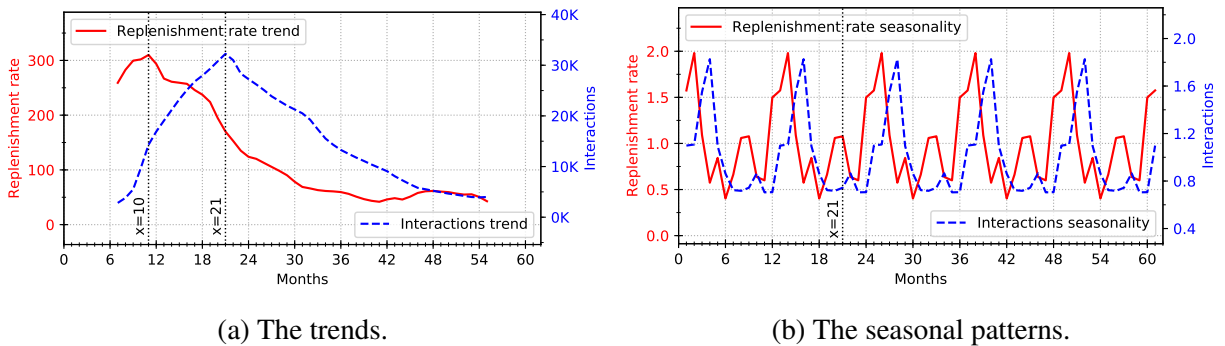 Replenishment rate trend
Replenishment rate
300
200
100
0
x=10
x=21
Interactions trend
40K
30K
20K
10K
0K
Interactions
0 6 12 18 24 30 36 42 48 54 60
Months
(a) The trends.
Replenishment rate seasonality
Replenishment rate
2.0
1.5
1.0
0.5
0.0
x=21
Interactions seasonality
2.0
1.6
1.2
0.8
0.4
Interactions
0 6 12 18 24 30 36 42 48 54 60
Months
(b) The seasonal patterns.